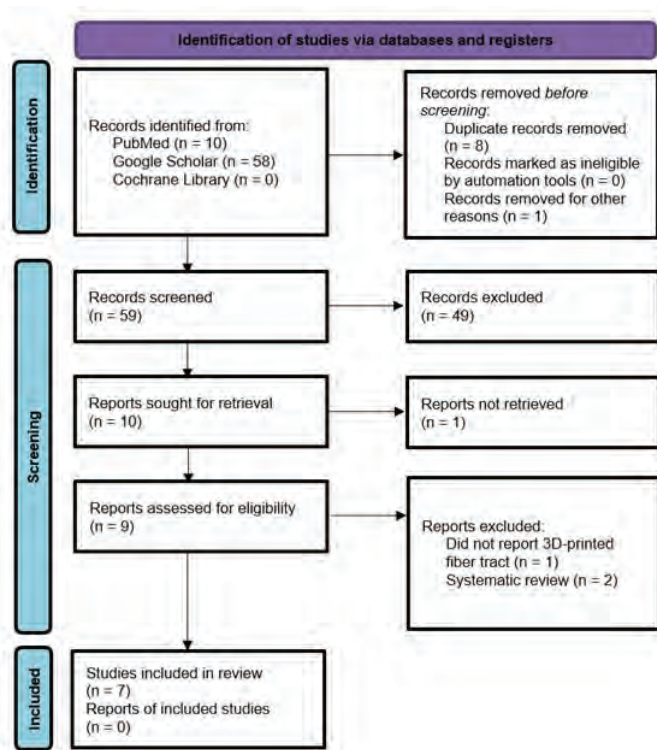 Identification of studies via databases and registers
Identification
Records identified from:
PubMed (n = 10)
Google Scholar (n = 58)
Cochrane Library (n = 0)
Records removed before
screening:
Duplicate records removed
(n = 8)
Records marked as ineligible
by automation tools (n = 0)
Records removed for other
reasons (n = 1)
Screening
Records screened
(n = 59)
Records excluded
(n = 49)
Reports sought for retrieval
(n = 10)
Reports not retrieved
(n = 1)
Reports assessed for eligibility
(n = 9)
Reports excluded:
Did not report 3D-printed
fiber tract (n = 1)
Systematic review (n = 2)
Included
Studies included in review
(n = 7)
Reports of included studies
(n = 0)